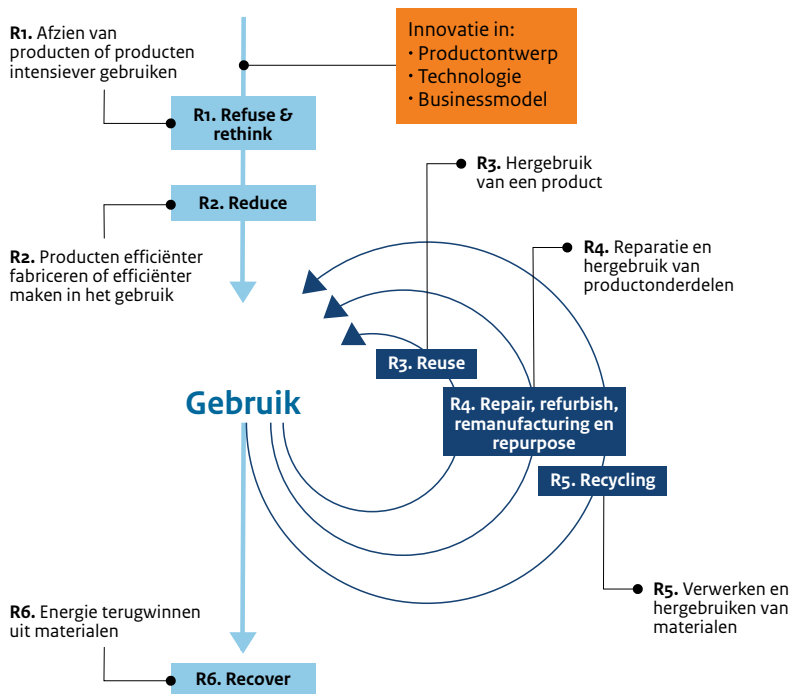 R1. Afzien van
producten of producten
intensiever gebruiken
Innovatie in:
• Productontwerp
• Technologie
• Businessmodel
R1. Refuse &
rethink
R3. Hergebruik
van een product
R2. Reduce
R2. Producten efficiënter
fabriceren of efficiënter
maken in het gebruik
R4. Reparatie en
hergebruik van
productonderdelen
R3. Reuse
Gebruik
R4. Repair, refurbish,
remanufacturing en
repurpose
R5. Recycling
R5. Verwerken en
hergebruiken van
materialen
R6. Energie terugwinnen
uit materialen
R6. Recover